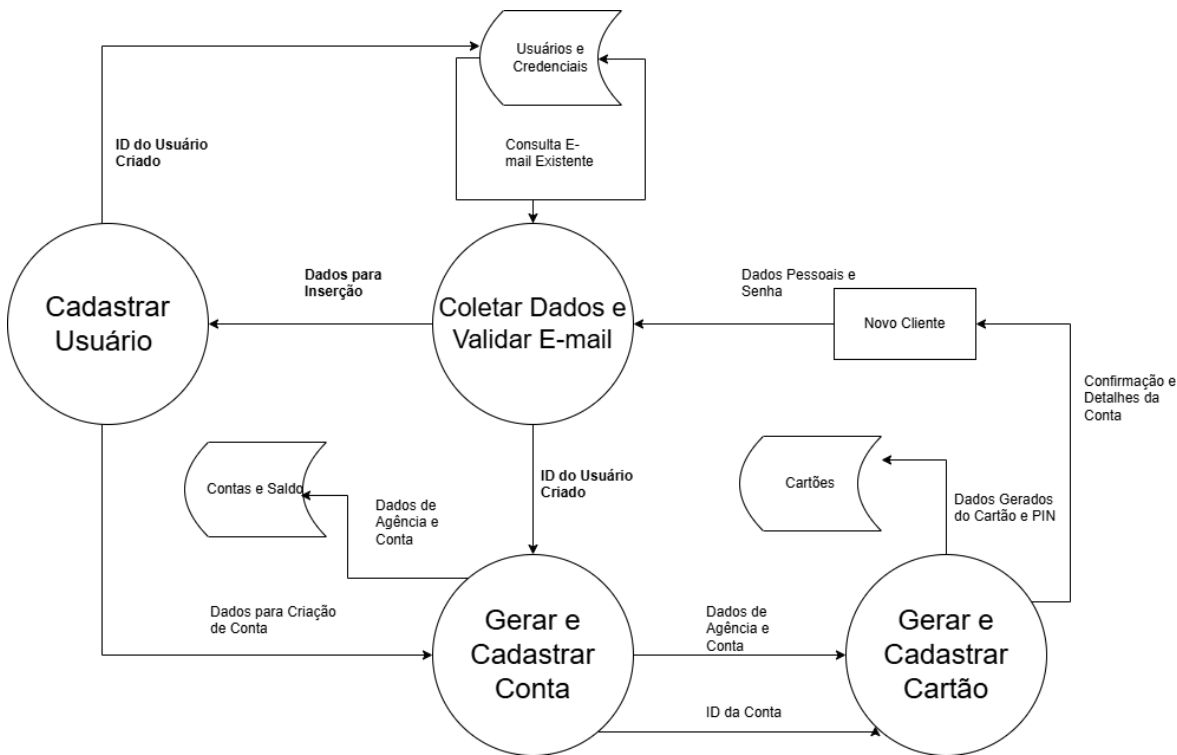 Usuários e
Credenciais
ID do Usuário
Criado
Consulta E-
mail Existente
Dados para
Inserção
Dados Pessoais e
Senha
Cadastrar
Usuário
Coletar Dados e
Validar E-mail
Novo Cliente
Confirmação e
Detalhes da
Conta
ID do Usuário
Criado
Contas e Saldo
Dados de
Agência e
Conta
Cartões
Dados Gerados
do Cartão e PIN
Dados para Criação
de Conta
Gerar e
Cadastrar
Conta
Dados de
Agência e
Conta
Gerar e
Cadastrar
Cartão
ID da Conta